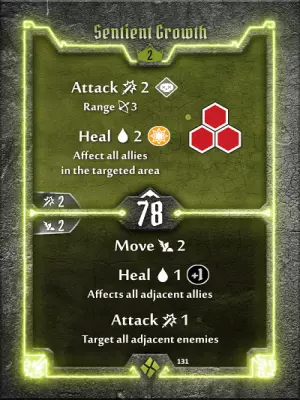 Sentient Growth
2
Attack 2
Range 3
Heal 2
Affect all allies
in the targeted area
2
78
2
Move 2
Heal 1 +1
Affects all adjacent allies
Attack 1
Target all adjacent enemies
131